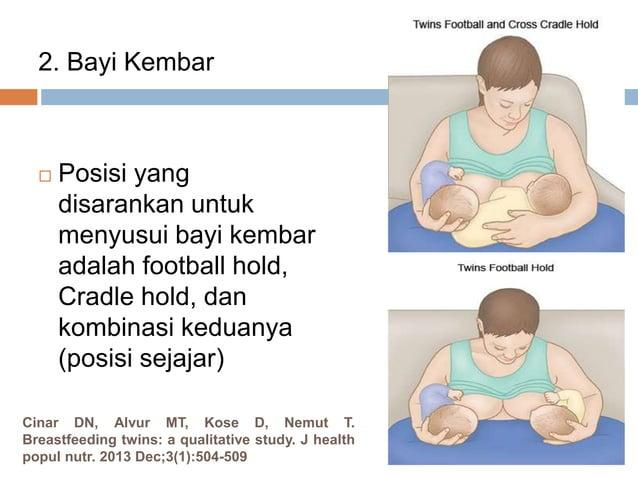 2. Bayi Kembar
Posisi yang
disarankan untuk
menyusui bayi kembar
adalah football hold,
Cradle hold, dan
kombinasi keduanya
(posisi sejajar)
Cinar DN, Alvur MT, Kose D, Nemut T.
Breastfeeding twins: a qualitative study. J health
popul nutr. 2013 Dec;3(1):504-509
Twins Football and Cross Cradle Hold
Twins Football Hold